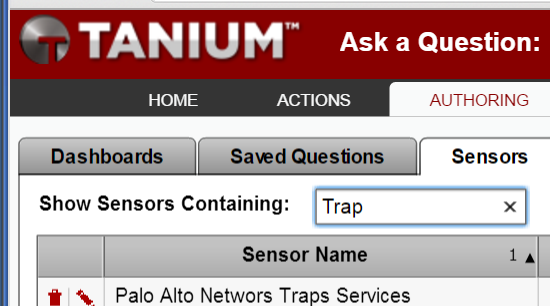 TANIUM™ Ask a Question:
HOME ACTIONS AUTHORING
Dashboards Saved Questions Sensors
Show Sensors Containing: Trap ×
Sensor Name 1 ▲
Palo Alto Networs Traps Services